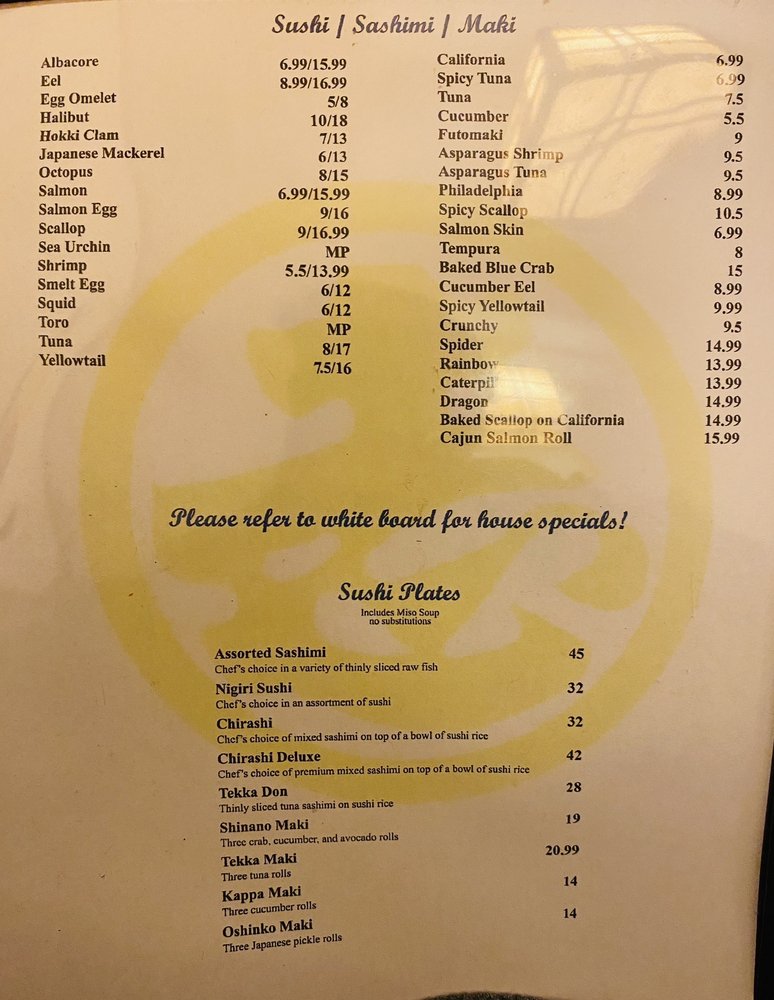 Sushi / Sashimi / Maki
Albacore 6.99/15.99
Eel 8.99/16.99
Egg Omelet 5/8
Halibut 10/18
Hokki Clam 7/13
Japanese Mackerel 6/13
Octopus 8/15
Salmon 6.99/15.99
Salmon Egg 9/16
Scallop 9/16.99
Sea Urchin MP
Shrimp 5.5/13.99
Smelt Egg 6/12
Squid 6/12
Toro MP
Tuna 8/17
Yellowtail 7.5/16
California 6.99
Spicy Tuna 6.99
Tuna 7.5
Cucumber 5.5
Futomaki 9
Asparagus Shrimp 9.5
Asparagus Tuna 9.5
Philadelphia 8.99
Spicy Scallop 10.5
Salmon Skin 6.99
Tempura 8
Baked Blue Crab 15
Cucumber Eel 8.99
Spicy Yellowtail 9.99
Crunchy 9.5
Spider 14.99
Rainbow 13.99
Caterpil 13.99
Dragon 14.99
Baked Scallop on California 14.99
Cajun Salmon Roll 15.99
Please refer to white board for house specials!
Sushi Plates
Includes Miso Soup
no substitutions
Assorted Sashimi 45
Chef's choice in a variety of thinly sliced raw fish
Nigiri Sushi 32
Chef's choice in an assortment of sushi
Chirashi 32
Chef's choice of mixed sashimi on top of a bowl of sushi rice
Chirashi Deluxe 42
Chef's choice of premium mixed sashimi on top of a bowl of sushi rice
Tekka Don 28
Thinly sliced tuna sashimi on sushi rice
Shinano Maki 19
Three crab, cucumber, and avocado rolls
Tekka Maki 20.99
Three tuna rolls
Kappa Maki 14
Three cucumber rolls
Oshinko Maki 14
Three Japanese pickle rolls